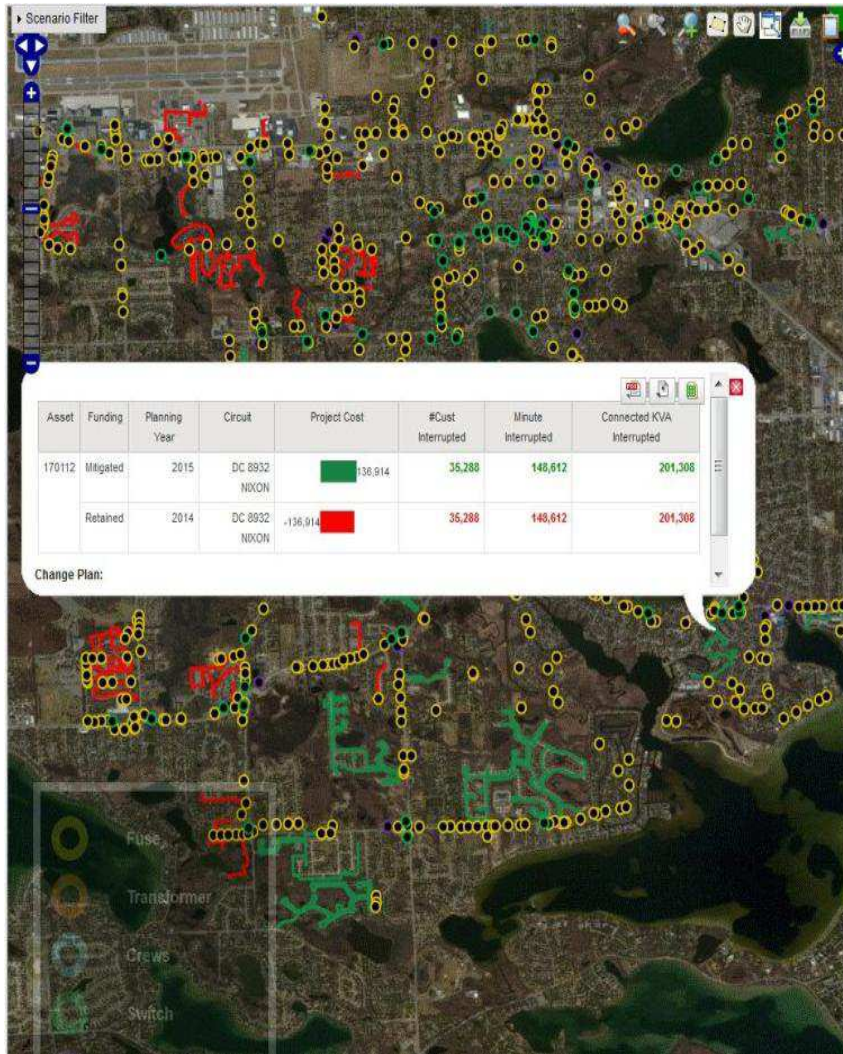 Scenario Filter
Asset Funding Planning Year Circuit Project Cost #Cust Interrupted Minute Interrupted Connected KVA Interrupted
170112 Mitigated 2015 DC 8932 NIXON 136,914 35,288 148,612 201,308
Retained 2014 DC 8932 NIXON -136,914 35,288 148,612 201,308
Change Plan:
Fuse
Transformer
Crews
Switch